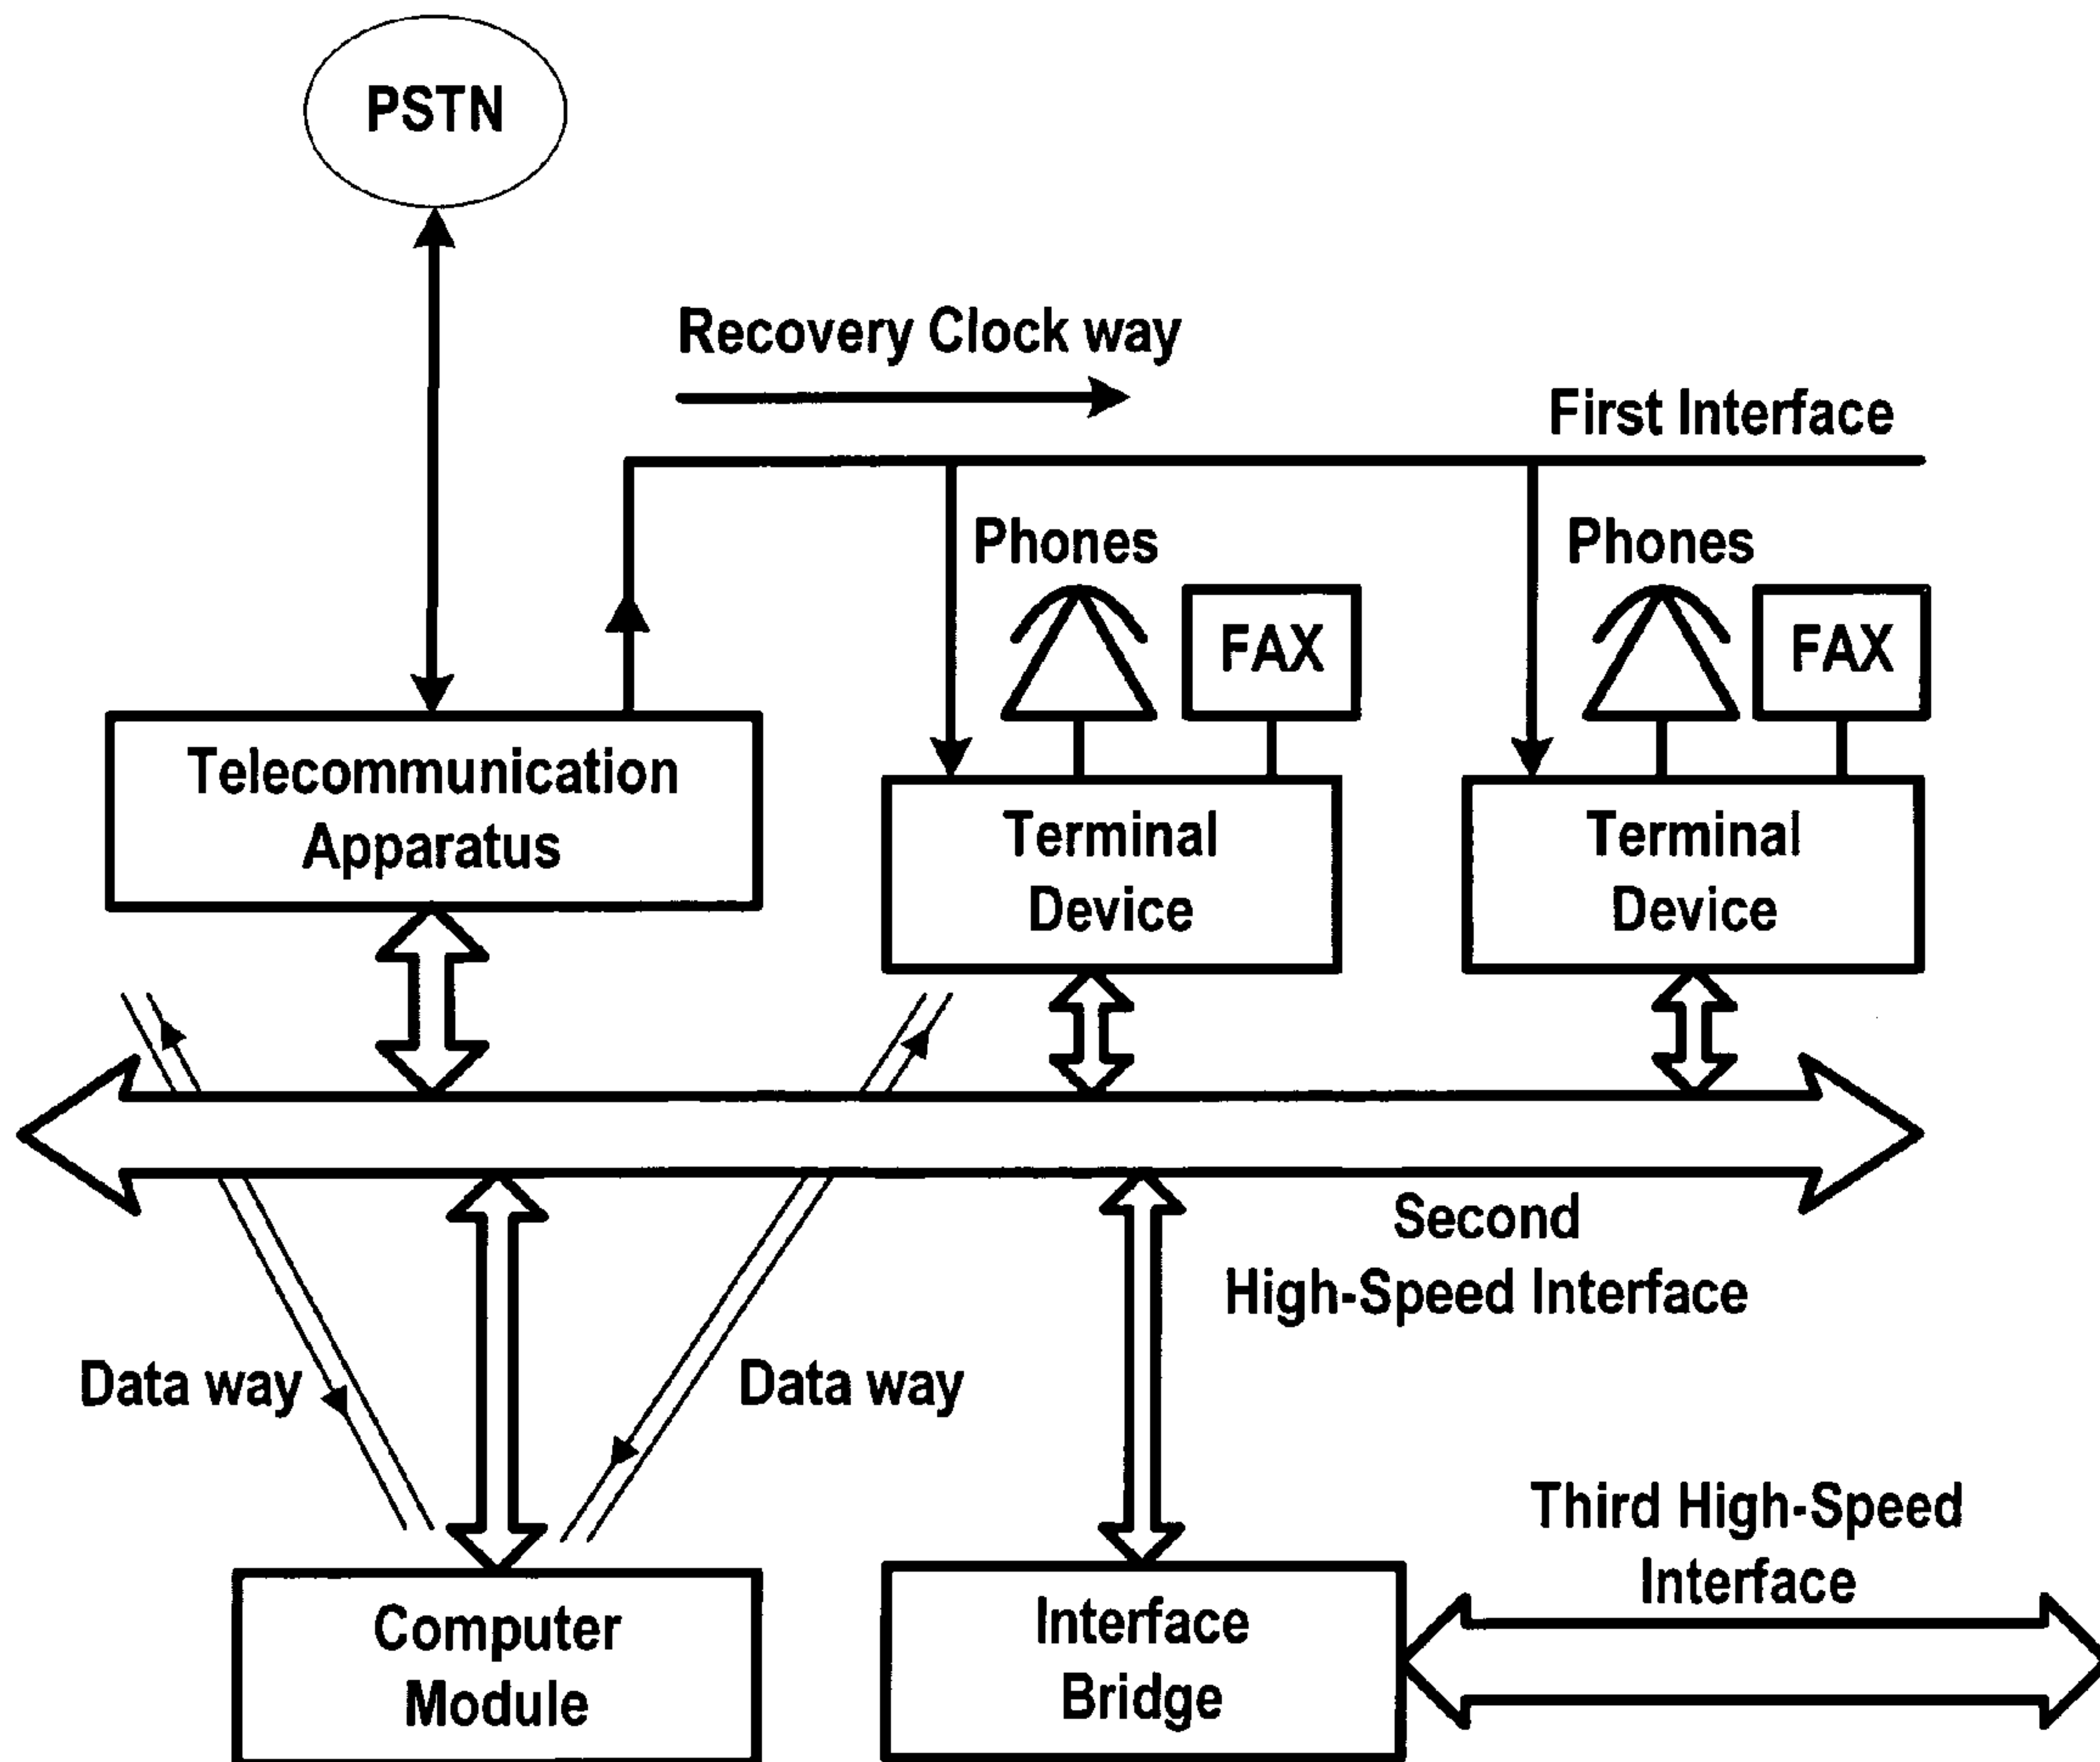 PSTN
Recovery Clock way
First Interface
Phones
Phones
FAX
FAX
Telecommunication
Apparatus
Terminal
Device
Terminal
Device
Second
High-Speed Interface
Data way
Data way
Third High-Speed
Interface
Computer
Module
Interface
Bridge